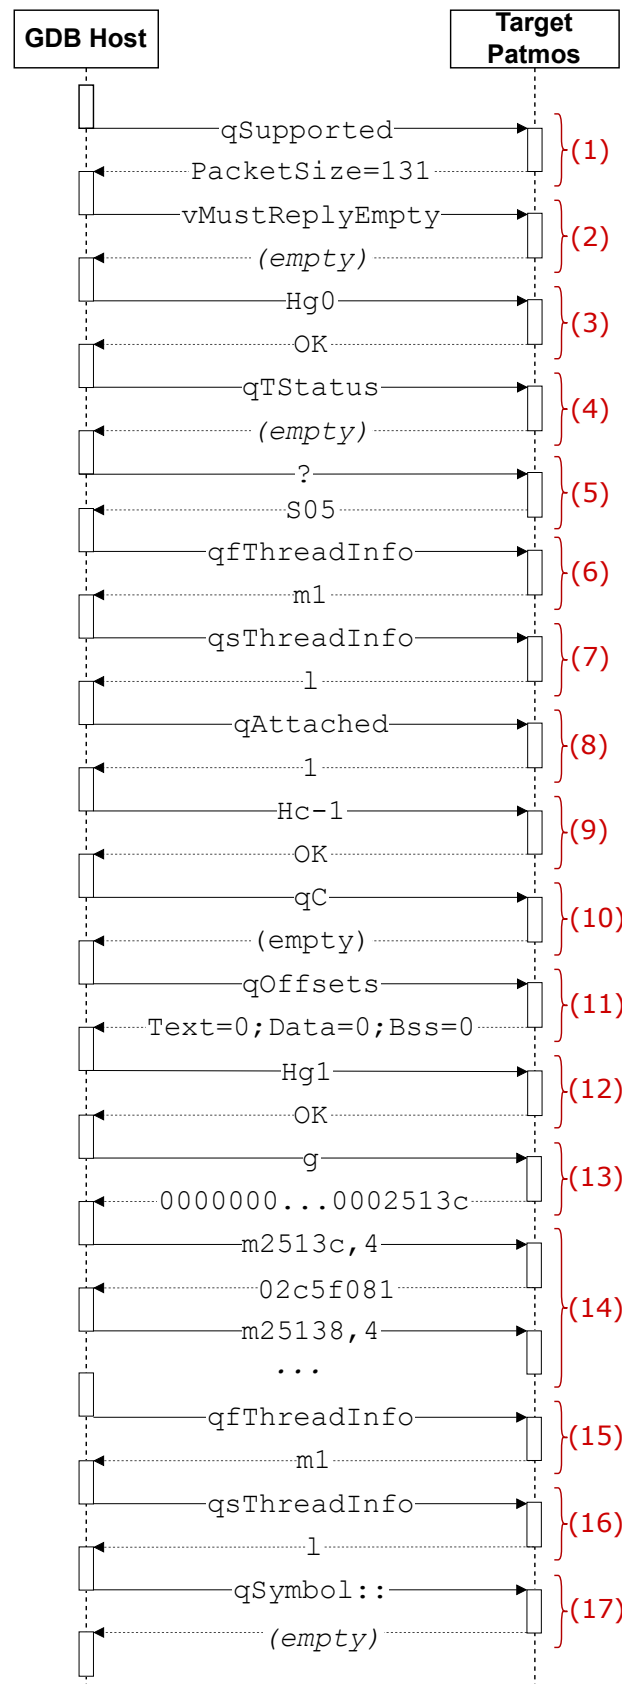 GDB Host
Target
Patmos
qSupported
(1)
PacketSize=131
vMustReplyEmpty
(2)
(empty)
Hg0
(3)
OK
qTStatus
(4)
(empty)
?
(5)
S05
qfThreadInfo
(6)
m1
qsThreadInfo
(7)
l
qAttached
(8)
1
Hc-1
(9)
OK
qC
(10)
(empty)
qOffsets
(11)
Text=0;Data=0;Bss=0
Hg1
(12)
OK
g
(13)
0000000...0002513c
m2513c,4
02c5f081
(14)
m25138,4
...
qfThreadInfo
(15)
m1
qsThreadInfo
(16)
l
qSymbol::
(17)
(empty)